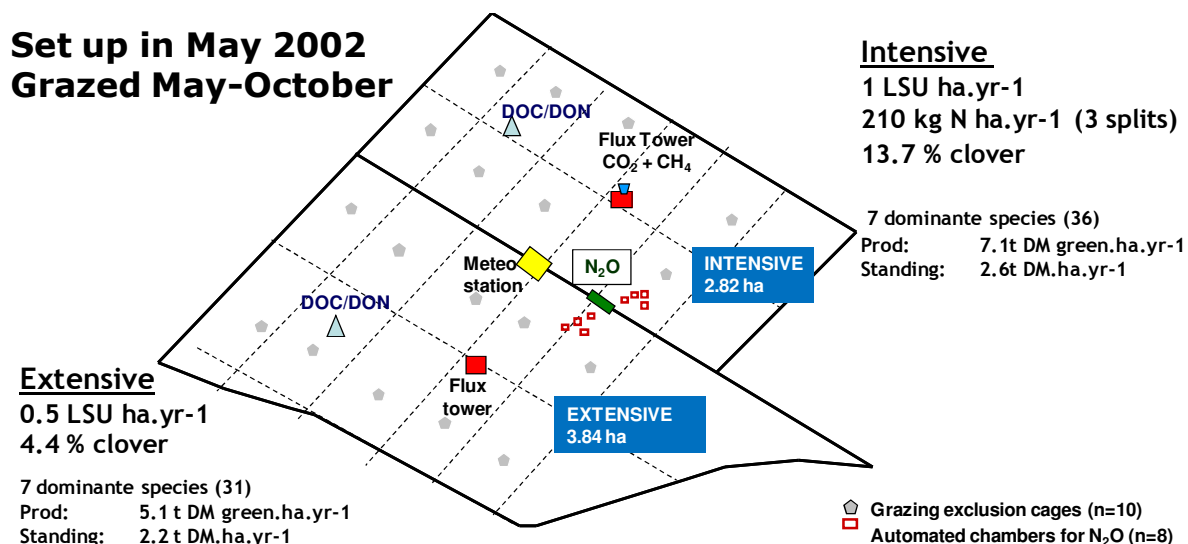 Set up in May 2002
Grazed May-October
Intensive
1 LSU ha.yr-1
210 kg N ha.yr-1 (3 splits)
13.7 % clover
7 dominante species (36)
Prod: 7.1t DM green.ha.yr-1
Standing: 2.6t DM.ha.yr-1
DOC/DON
Flux Tower
CO₂ + CH₄
Meteo
station
N₂O
INTENSIVE
2.82 ha
DOC/DON
Flux
tower
EXTENSIVE
3.84 ha
Extensive
0.5 LSU ha.yr-1
4.4 % clover
7 dominante species (31)
Prod: 5.1 t DM green.ha.yr-1
Standing: 2.2 t DM.ha.yr-1
Grazing exclusion cages (n=10)
Automated chambers for N₂O (n=8)